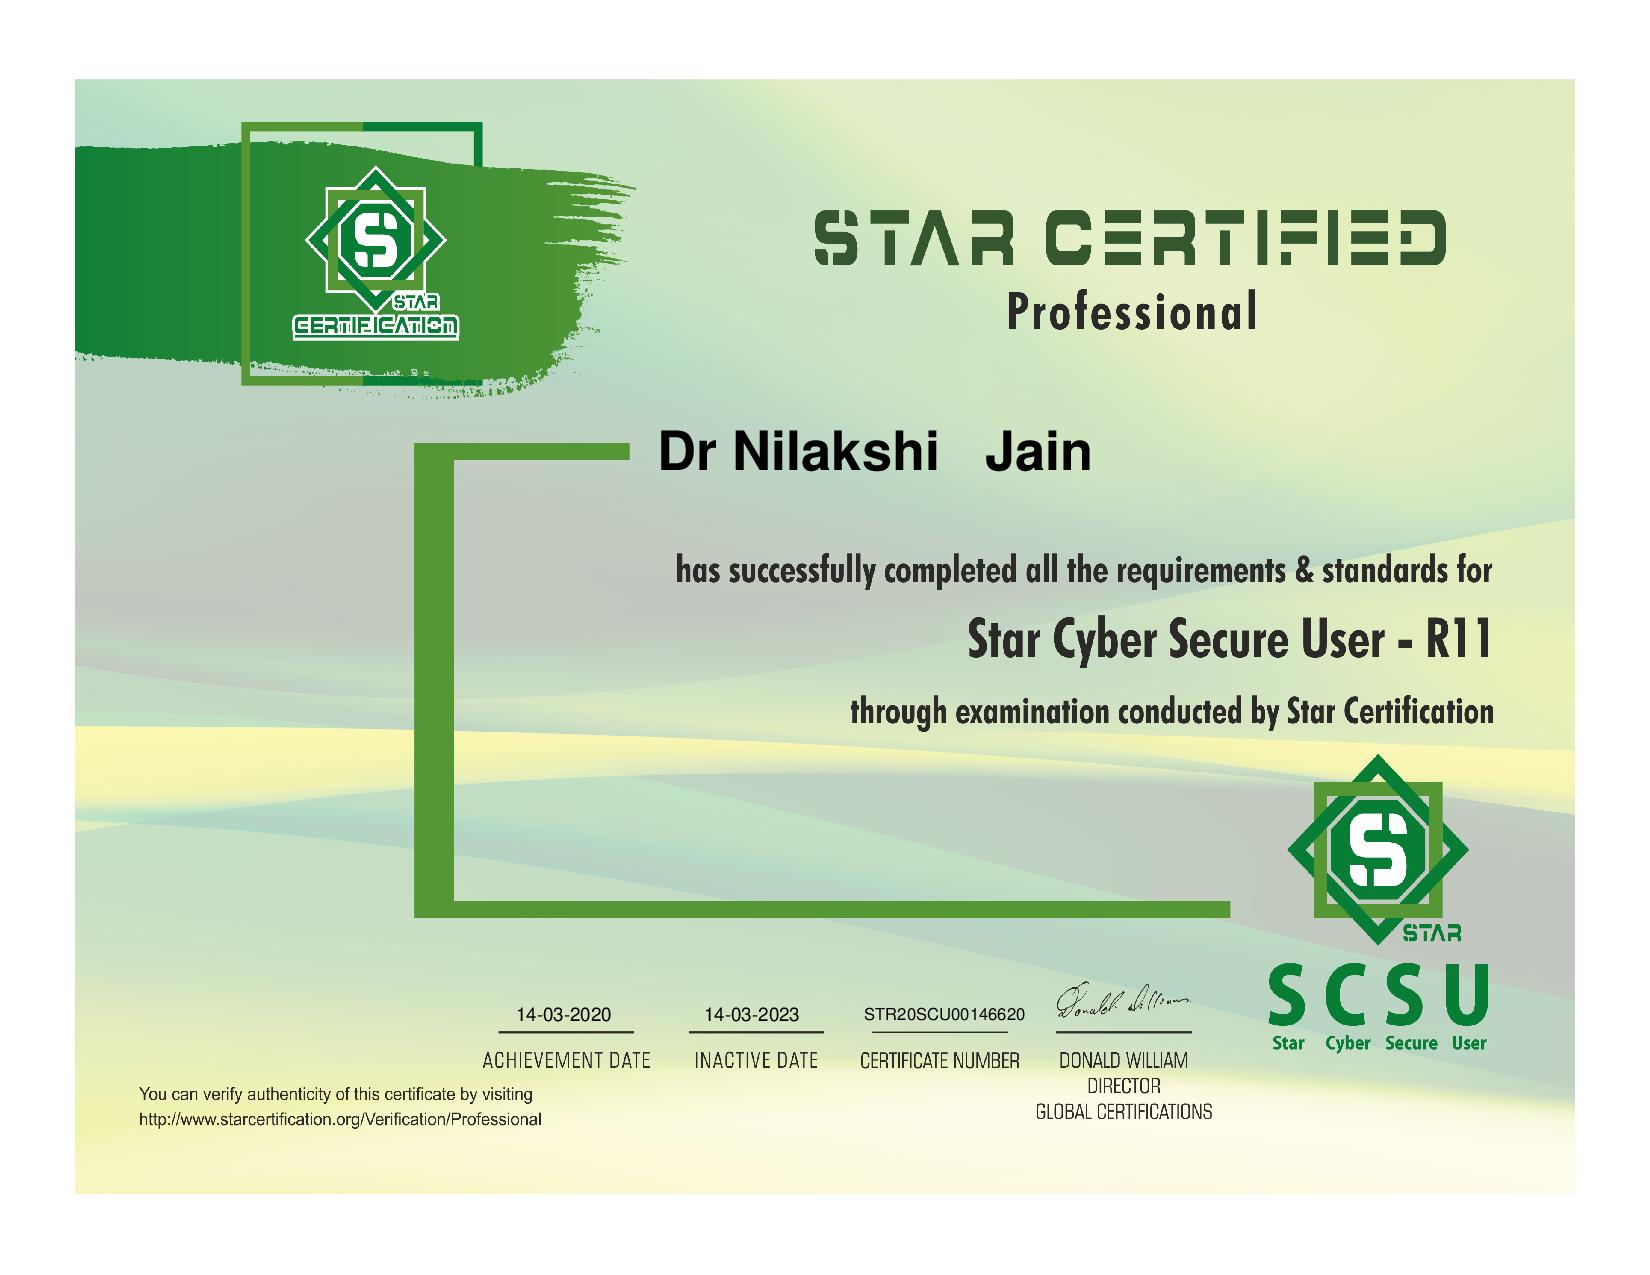 STAR
CERTIFICATION
STAR CERTIFIED
Professional
Dr Nilakshi Jain
has successfully completed all the requirements & standards for
Star Cyber Secure User - R11
through examination conducted by Star Certification
STAR
SCSU
Star Cyber Secure User
14-03-2020 14-03-2023 STR20SCU00146620 Donald William
ACHIEVEMENT DATE INACTIVE DATE CERTIFICATE NUMBER DONALD WILLIAM
DIRECTOR
GLOBAL CERTIFICATIONS
You can verify authenticity of this certificate by visiting
http://www.starcertification.org/Verification/Professional